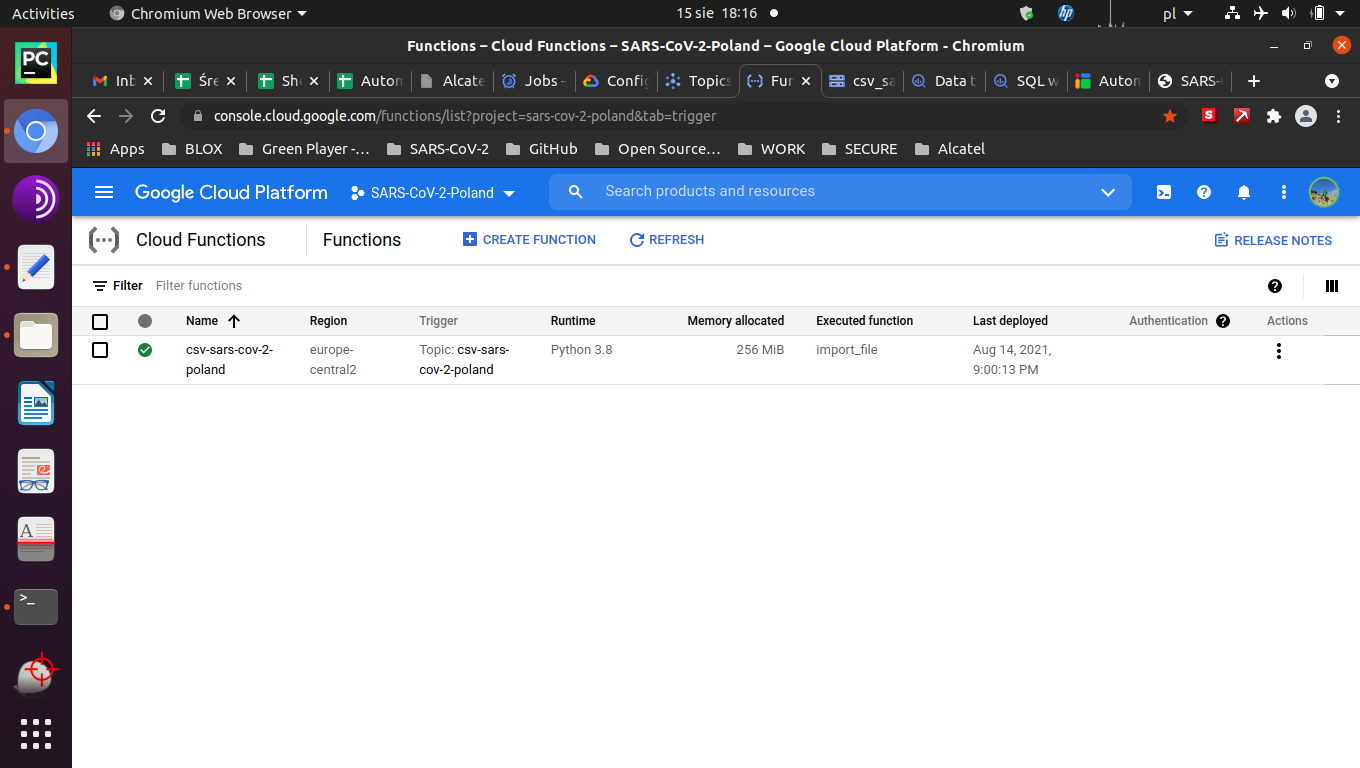 Activities
Chromium Web Browser
15 sie 18:16
pl
Functions – Cloud Functions – SARS-CoV-2-Poland – Google Cloud Platform - Chromium
PC
hp
Inb
Śre
She
Auton
Alcate
Jobs –
Config
Topics
Fur
csv_sa
Data t
SQL w
Auton
SARS-
console.cloud.google.com/functions/list?project=sars-cov-2-poland&tab=trigger
S
Apps
BLOX
Green Player -...
SARS-CoV-2
GitHub
Open Source...
WORK
SECURE
Alcatel
Google Cloud Platform
SARS-CoV-2-Poland
Search products and resources
Cloud Functions
Functions
CREATE FUNCTION
REFRESH
RELEASE NOTES
Filter
Filter functions
Name
Region
Trigger
Runtime
Memory allocated
Executed function
Last deployed
Authentication
Actions
csv-sars-cov-2-
poland
europe-
central2
Topic: csv-sars-
cov-2-poland
Python 3.8
256 MiB
import_file
Aug 14, 2021,
9:00:13 PM